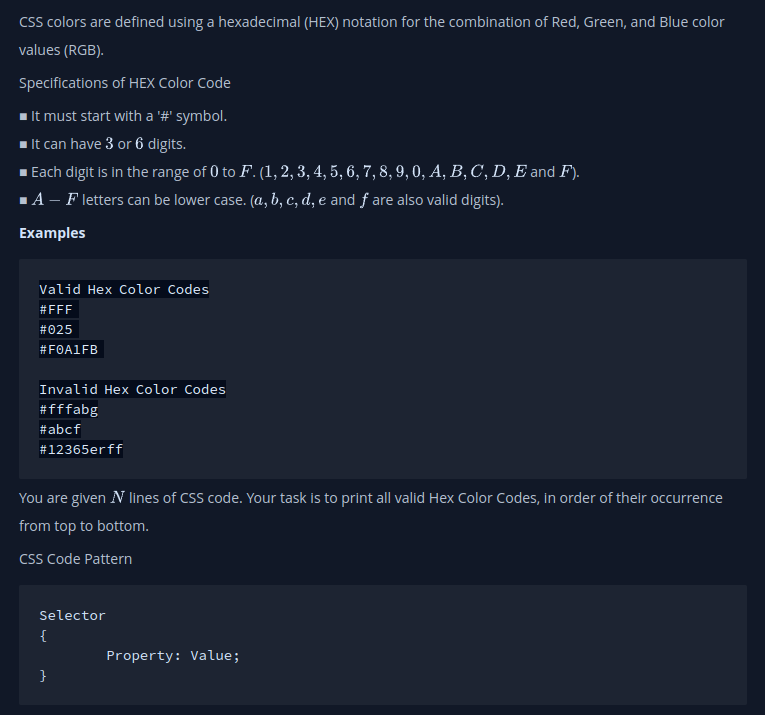 CSS colors are defined using a hexadecimal (HEX) notation for the combination of Red, Green, and Blue color
values (RGB).
Specifications of HEX Color Code
■ It must start with a '#' symbol.
■ It can have 3 or 6 digits.
■ Each digit is in the range of 0 to F. (1, 2, 3, 4, 5, 6, 7, 8, 9, 0, A, B, C, D, E and F).
■ A − F letters can be lower case. (a, b, c, d, e and f are also valid digits).
Examples
Valid Hex Color Codes
#FFF
#025
#F0A1FB
Invalid Hex Color Codes
#fffabg
#abcf
#12365erff
You are given N lines of CSS code. Your task is to print all valid Hex Color Codes, in order of their occurrence
from top to bottom.
CSS Code Pattern
Selector
{
Property: Value;
}